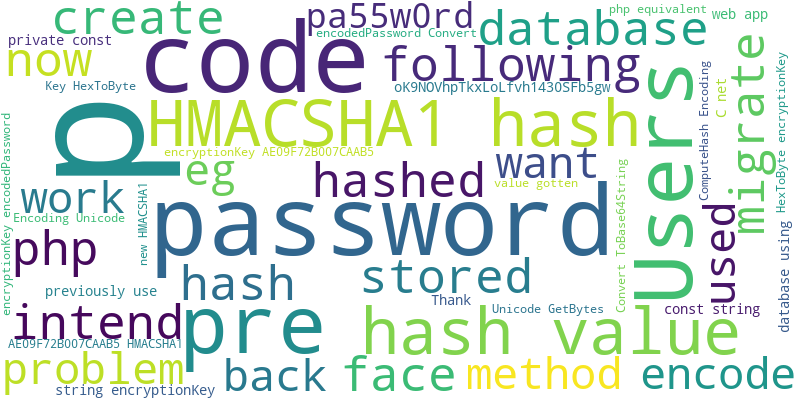 create
private const
now
Key HexToByte
code
pa55w0rd
encodedPassword Convert
following
database
php equivalent
web app
oK9NOVhpTkxLoLfvh1430SFb5gw
p
HMACSHA1 hash
encryptionKey AE09F72B007CAAB5
eg
hashed
want
value gotten
Users
migrate
C net
ComputeHash Encoding
HexToByte encryptionKey
work
Encoding Unicode
new HMACSHA1
encryptionKey encodedPassword
php
previously use
password
hash
stored
Thank
Unicode GetBytes
Convert ToBase64String
used
const string
database using
intend
AE09F72B007CAAB5 HMACSHA1
pre
hash value
problem
string encryptionKey
back
face
method
encode